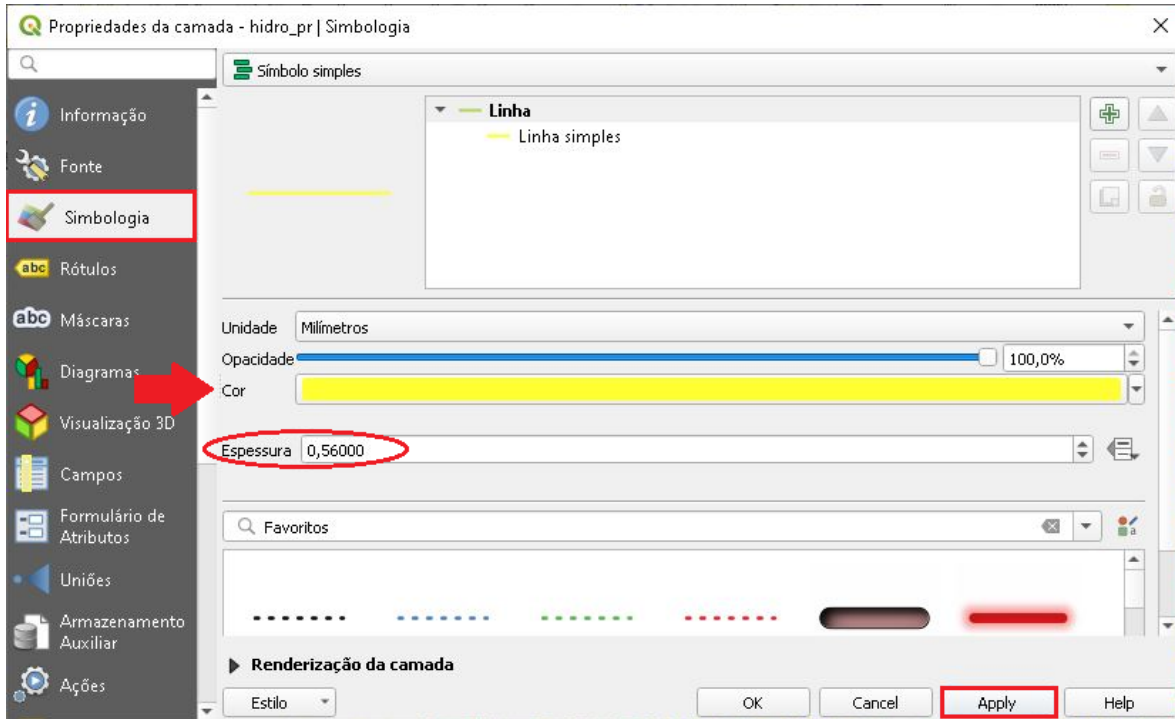 Propriedades da camada - hidro_pr | Simbologia
Símbolo simples
Informação
Fonte
Simbologia
abc Rótulos
abc Máscaras
Diagramas
Visualização 3D
Campos
Formulário de
Atributos
Uniões
Armazenamento
Auxiliar
Ações
Linha
Linha simples
Unidade Milímetros
Opacidade 100,0%
Cor
Espessura 0,56000
Favoritos
Renderização da camada
Estilo OK Cancel Apply Help